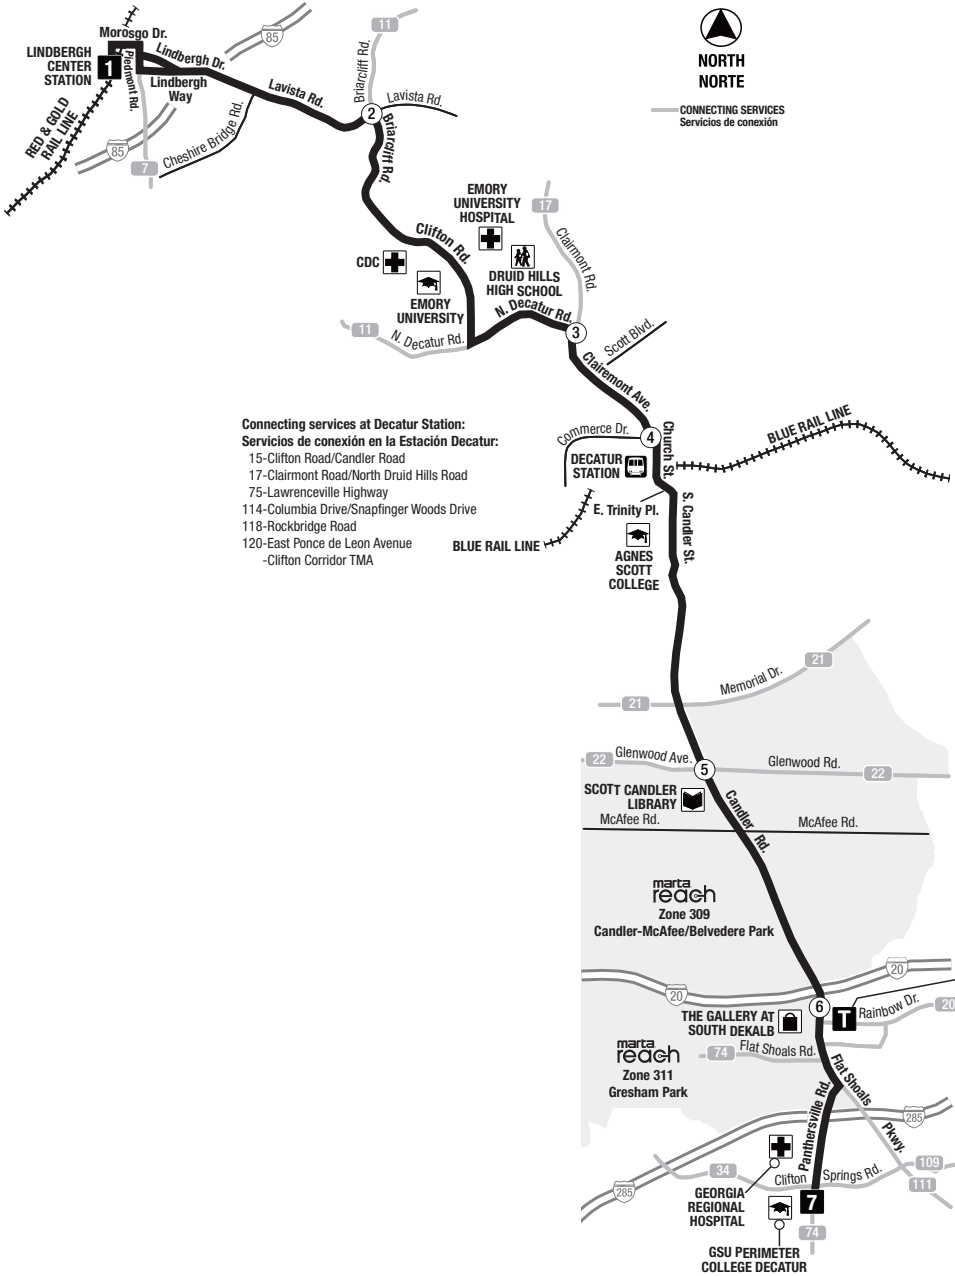 Morosgo Dr.
LINDBERGH
CENTER
STATION
1
Piedmont Rd.
Lindbergh Dr.
Lindbergh
Way
RED & GOLD
RAIL LINE
85
85
7
Cheshire Bridge Rd.
Lavista Rd.
11
Briarcliff Rd.
2
Lavista Rd.
Briarcliff Rd.
NORTH
NORTE
CONNECTING SERVICES
Servicios de conexión
Clifton Rd.
CDC
EMORY
UNIVERSITY
EMORY
UNIVERSITY
HOSPITAL
DRUID HILLS
HIGH SCHOOL
17
Clairmont Rd.
11
N. Decatur Rd.
N. Decatur Rd.
3
Scott Blvd.
Clairemont Ave.
Commerce Dr.
4
Church St.
DECATUR
STATION
BLUE RAIL LINE
E. Trinity Pl.
S. Candler St.
BLUE RAIL LINE
AGNES
SCOTT
COLLEGE
Connecting services at Decatur Station:
Servicios de conexión en la Estación Decatur:
15-Clifton Road/Candler Road
17-Clairmont Road/North Druid Hills Road
75-Lawrenceville Highway
114-Columbia Drive/Snapfinger Woods Drive
118-Rockbridge Road
120-East Ponce de Leon Avenue
-Clifton Corridor TMA
21
Memorial Dr.
21
22
Glenwood Ave.
5
Glenwood Rd.
22
SCOTT CANDLER
LIBRARY
McAfee Rd.
Candler Rd.
McAfee Rd.
marta
reach
Zone 309
Candler-McAfee/Belvedere Park
20
20
6
THE GALLERY AT
SOUTH DEKALB
T
Rainbow Dr.
20
marta
reach
Zone 311
Gresham Park
74
Flat Shoals Rd.
Flat Shoals Pkwy.
Panthersville Rd.
285
285
34
Clifton Springs Rd.
109
111
GEORGIA
REGIONAL
HOSPITAL
7
74
GSU PERIMETER
COLLEGE DECATUR